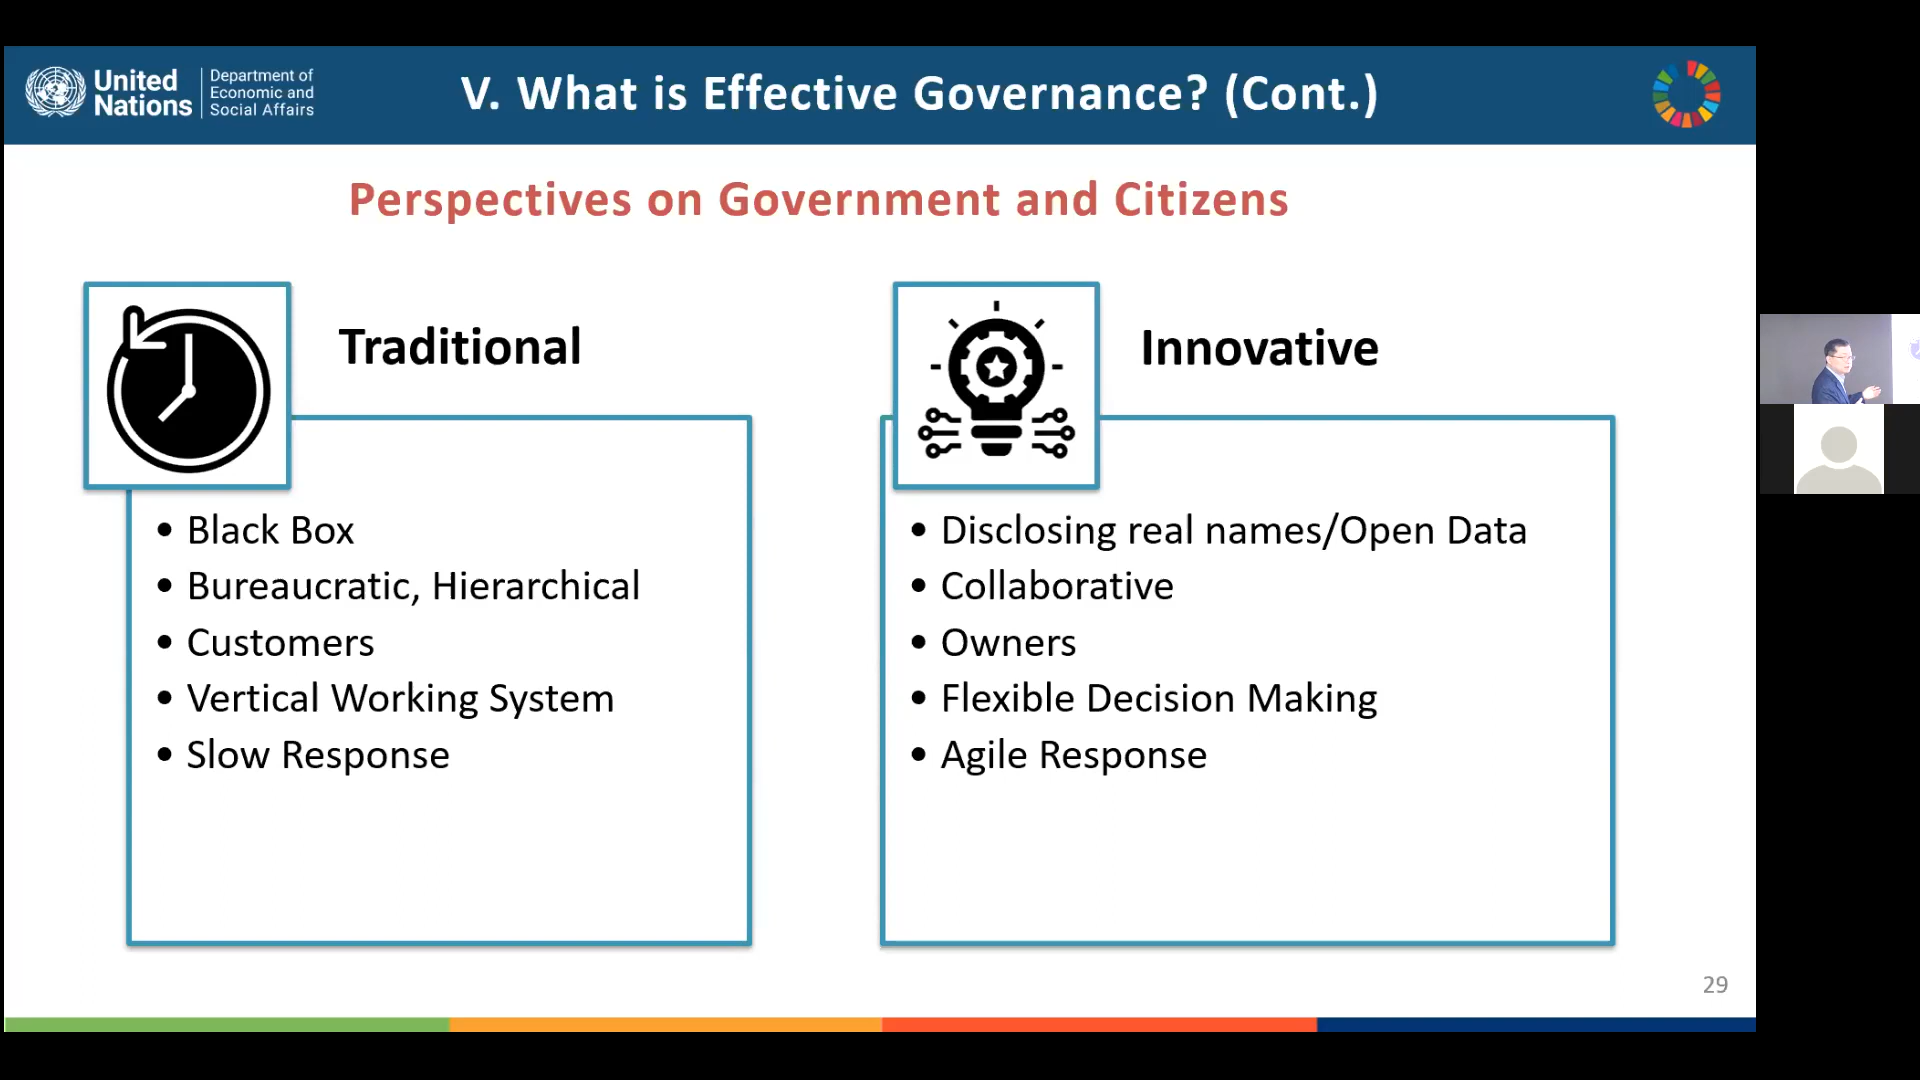 United Nations
Department of Economic and Social Affairs
V. What is Effective Governance? (Cont.)
Perspectives on Government and Citizens
Traditional
• Black Box
• Bureaucratic, Hierarchical
• Customers
• Vertical Working System
• Slow Response
Innovative
• Disclosing real names/Open Data
• Collaborative
• Owners
• Flexible Decision Making
• Agile Response
29